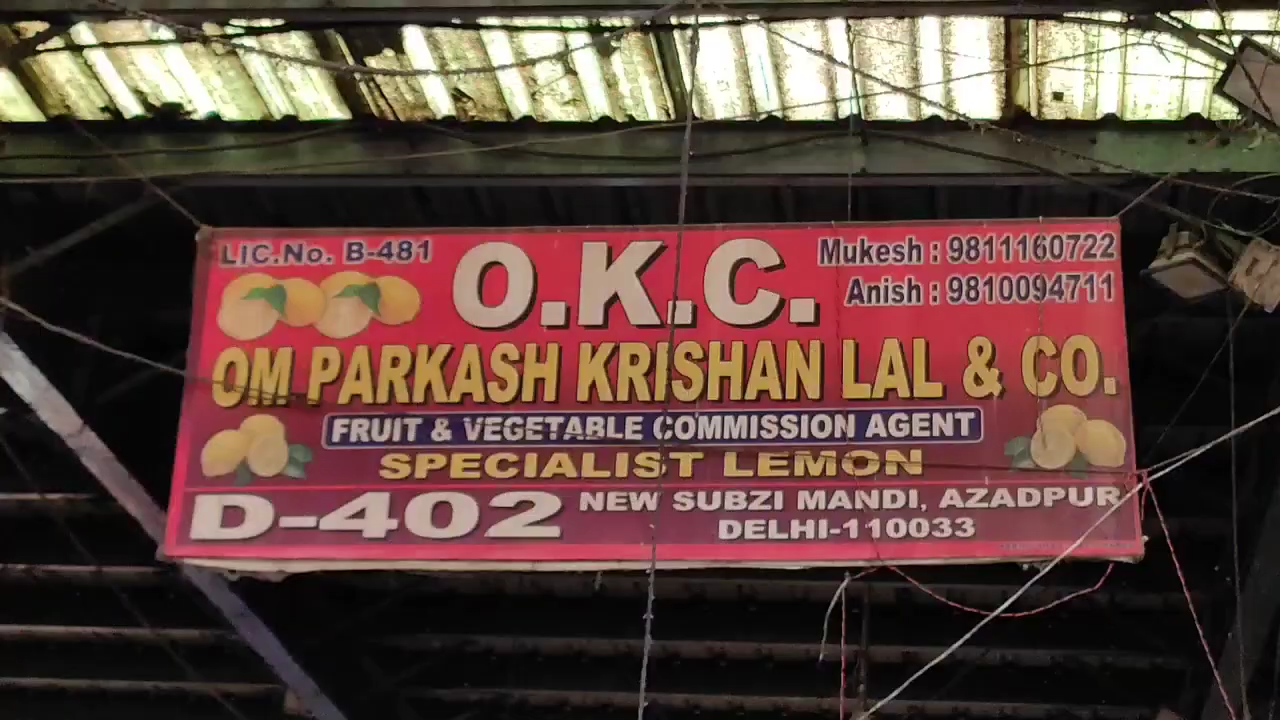 LIC.No. B-481
O.K.C.
Mukesh : 9811160722
Anish : 9810094711
OM PARKASH KRISHAN LAL & CO.
FRUIT & VEGETABLE COMMISSION AGENT
SPECIALIST LEMON
D-402
NEW SUBZI MANDI, AZADPUR
DELHI-110033